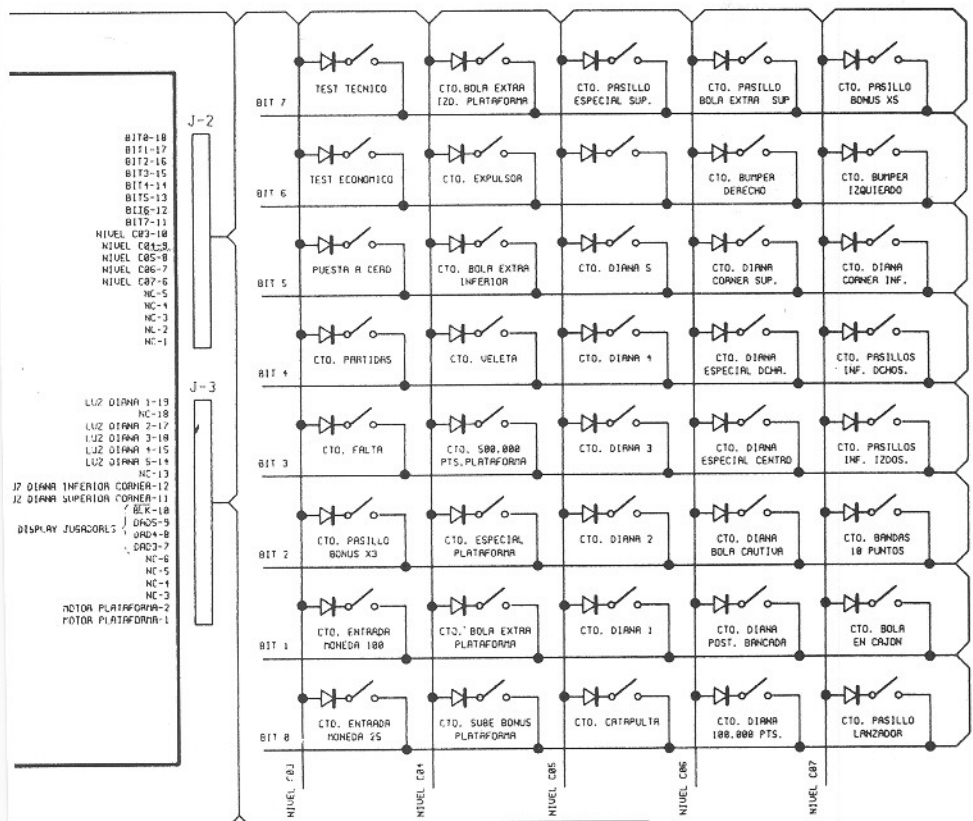 J-2
BIT0-18
BIT1-17
BIT2-16
BIT3-15
BIT4-14
BIT5-13
BIT6-12
BIT7-11
NIVEL C03-10
NIVEL C04-9
NIVEL C05-8
NIVEL C06-7
NIVEL C07-6
NC-5
NC-4
NC-3
NC-2
NC-1
J-3
LUZ DIANA 1-19
NC-18
LUZ DIANA 2-17
LUZ DIANA 3-18
LUZ DIANA 4-15
LUZ DIANA 5-14
NC-13
DIANA INFERIOR CORNER-12
DIANA SUPERIOR CORNER-11
BLK-10
DAD5-9
DISPLAY JUGADORES
DAD4-8
DAD3-7
NC-6
NC-5
NC-4
NC-3
MOTOR PLATAFORMA-2
MOTOR PLATAFORMA-1
BIT 7
TEST TECNICO
CTO. BOLA EXTRA
IZD. PLATAFORMA
CTO. PASILLO
ESPECIAL SUP.
CTO. PASILLO
BOLA EXTRA SUP
CTO. PASILLO
BONUS X5
BIT 6
TEST ECONOMICO
CTO. EXPULSOR
CTO. BUMPER
DERECHO
CTO. BUMPER
IZQUIERDO
BIT 5
PUESTA A CERO
CTO. BOLA EXTRA
INFERIOR
CTO. DIANA 5
CTO. DIANA
CORNER SUP.
CTO. DIANA
CORNER INF.
BIT 4
CTO. PARTIDAS
CTO. VELETA
CTO. DIANA 4
CTO. DIANA
ESPECIAL DCHA.
CTO. PASILLOS
INF. DCHOS.
BIT 3
CTO. FALTA
CTO. 500.000
PTS.PLATAFORMA
CTO. DIANA 3
CTO. DIANA
ESPECIAL CENTRO
CTO. PASILLOS
INF. IZDOS.
BIT 2
CTO. PASILLO
BONUS X3
CTO. ESPECIAL
PLATAFORMA
CTO. DIANA 2
CTO. DIANA
BOLA CAUTIVA
CTO. BANDAS
10 PUNTOS
BIT 1
CTO. ENTRADA
MONEDA 100
CTO. BOLA EXTRA
PLATAFORMA
CTO. DIANA 1
CTO. DIANA
POST. BANCADA
CTO. BOLA
EN CAJON
BIT 0
CTO. ENTRADA
MONEDA 25
CTO. SUBE BONUS
PLATAFORMA
CTO. CATAPULTA
CTO. DIANA
100.000 PTS.
CTO. PASILLO
LANZADOR
NIVEL C03
NIVEL C04
NIVEL C05
NIVEL C06
NIVEL C07